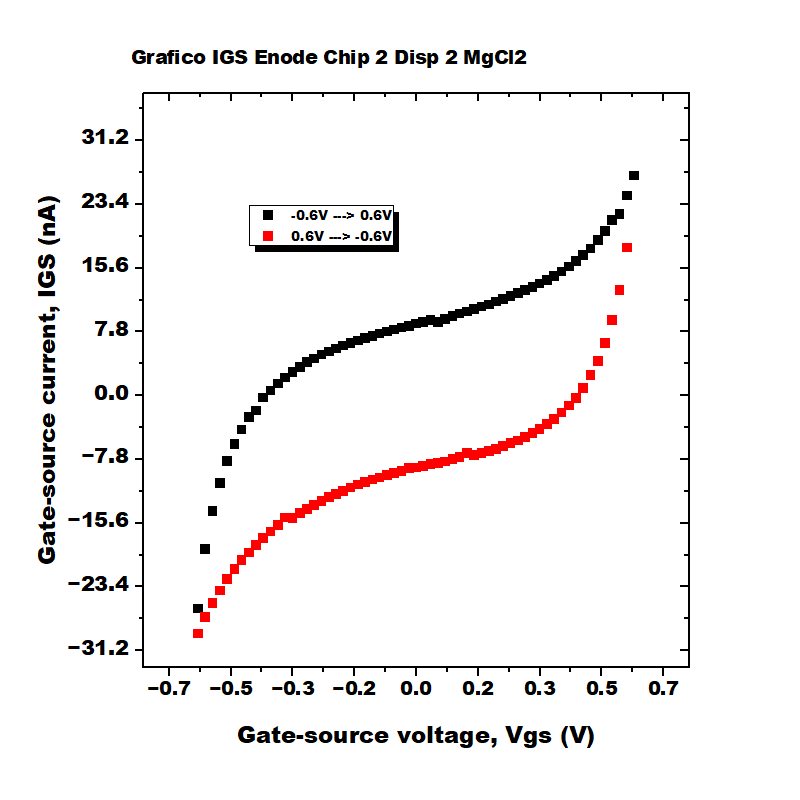 Grafico IGS Enode Chip 2 Disp 2 MgCl2
31.2
23.4
15.6
7.8
0.0
−7.8
−15.6
−23.4
−31.2
Gate-source current, IGS (nA)
-0.6V ---> 0.6V
0.6V ---> -0.6V
−0.7 −0.5 −0.3 −0.2 0.0 0.2 0.3 0.5 0.7
Gate-source voltage, Vgs (V)